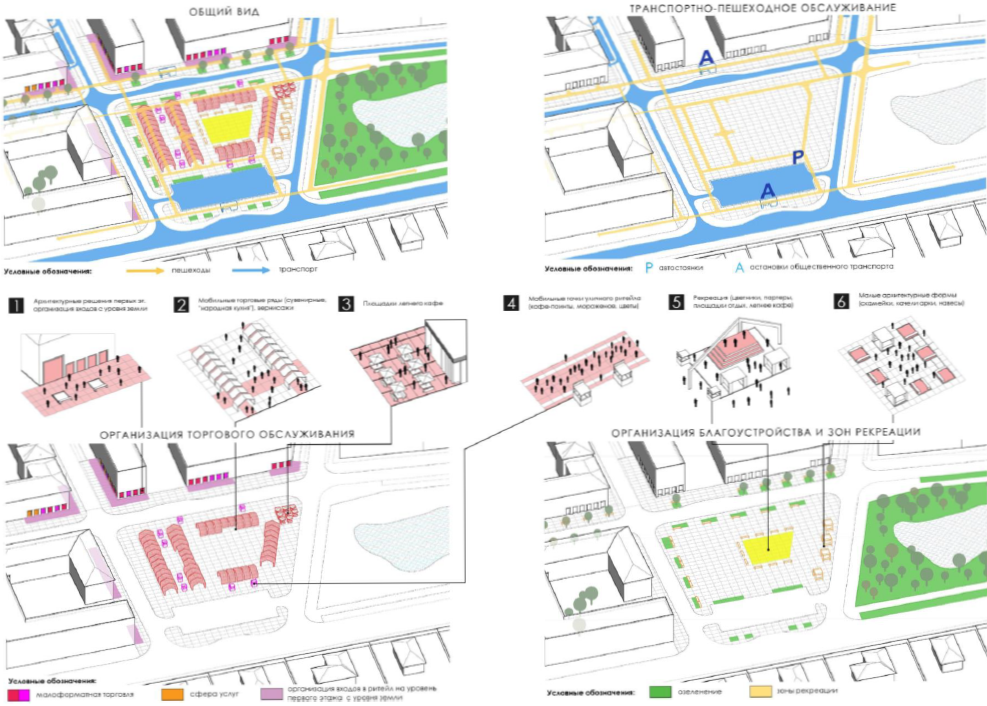 ОБЩИЙ ВИД
ТРАНСПОРТНО-ПЕШЕХОДНОЕ ОБСЛУЖИВАНИЕ
А
Р
А
Условные обозначения:
пешеходы
транспорт
Условные обозначения:
Р автостоянки
А остановки общественного транспорта
1
Архитектурные решения первых эт.
организация входов с уровня земли
2
Мобильные торговые ряды (сувенирные,
"народная кухня"), вернисажи
3
Площадки летнего кафе
4
Мобильные точки уличного ритейла
(кофе-поинты, мороженое, цветы)
5
Рекреация (цветники, партеры,
площадки отдых, летнее кафе)
6
Малые архитектурные формы
(скамейки, качели арки, навесы)
ОРГАНИЗАЦИЯ ТОРГОВОГО ОБСЛУЖИВАНИЯ
ОРГАНИЗАЦИЯ БЛАГОУСТРОЙСТВА И ЗОН РЕКРЕАЦИИ
Условные обозначения:
малоформатная торговля
сфера услуг
организация входов в ритейл на уровень
первого этажа с уровня земли
Условные обозначения:
озеленение
зоны рекреации